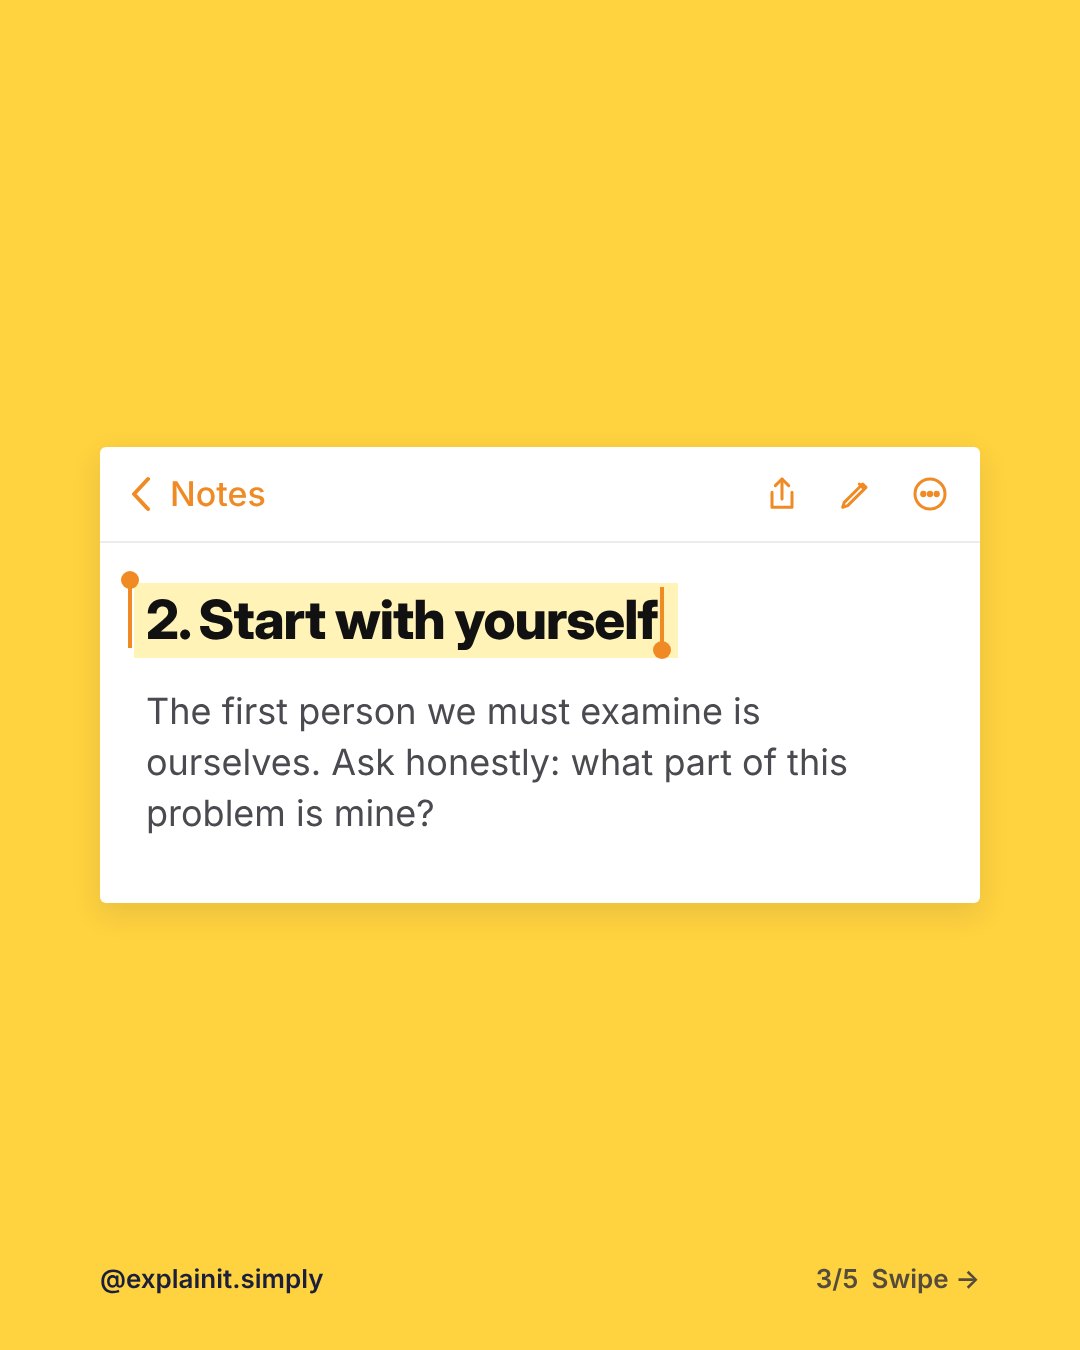 Notes
2. Start with yourself
The first person we must examine is
ourselves. Ask honestly: what part of this
problem is mine?
@explainit.simply
3/5 Swipe →